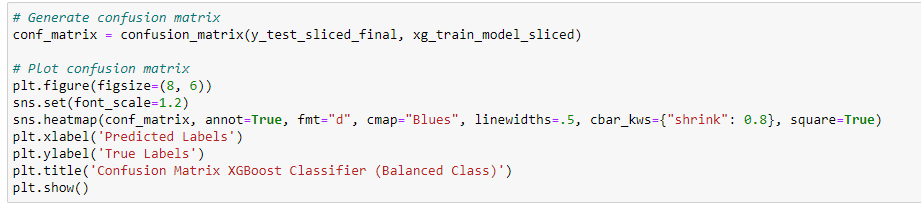 # Generate confusion matrix
conf_matrix = confusion_matrix(y_test_sliced_final, xg_train_model_sliced)
# Plot confusion matrix
plt.figure(figsize=(8, 6))
sns.set(font_scale=1.2)
sns.heatmap(conf_matrix, annot=True, fmt="d", cmap="Blues", linewidths=.5, cbar_kws={"shrink": 0.8}, square=True)
plt.xlabel('Predicted Labels')
plt.ylabel('True Labels')
plt.title('Confusion Matrix XGBoost Classifier (Balanced Class)')
plt.show()